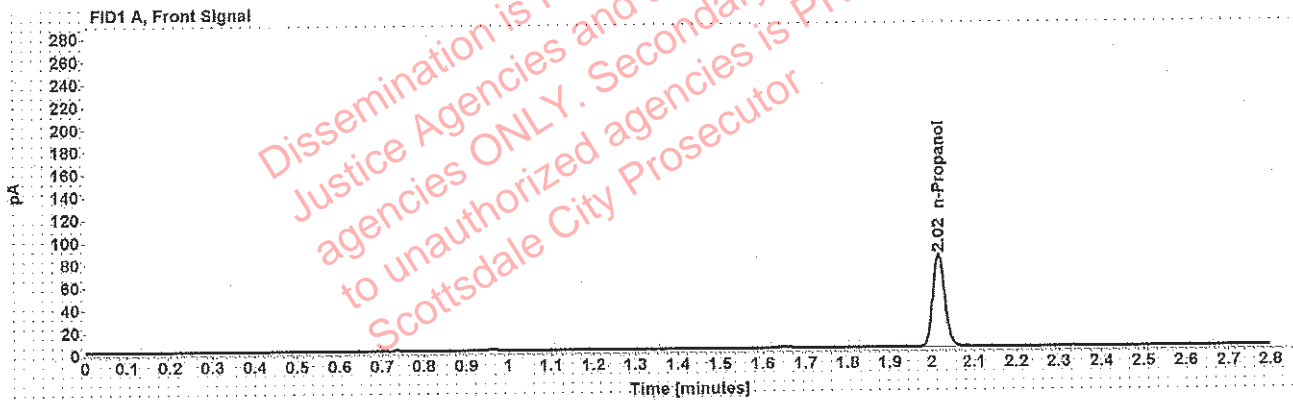 FID1 A, Front Signal
Dissemination is
Justice Agencies and
agencies ONLY. Secondary
to unauthorized agencies is
Scottsdale City Prosecutor
280
260
240
220
200
180
160
140
120
100
80
60
40
20
0
pA
2.02 n-Propanol
0 0.1 0.2 0.3 0.4 0.5 0.6 0.7 0.8 0.9 1 1.1 1.2 1.3 1.4 1.5 1.6 1.7 1.8 1.9 2 2.1 2.2 2.3 2.4 2.5 2.6 2.7 2.8
Time [minutes]